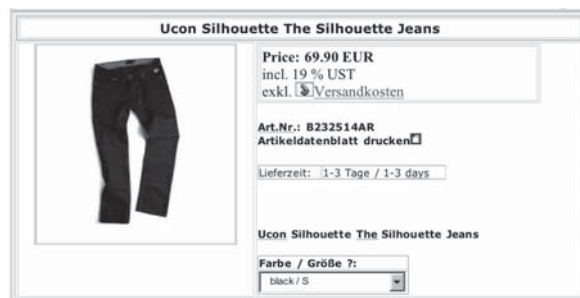 Ucon Silhouette The Silhouette Jeans
Price: 69.90 EUR
incl. 19 % UST
exkl. Versandkosten
Art.Nr.: B232514AR
Artikeldatenblatt drucken
Lieferzeit: 1-3 Tage / 1-3 days
Ucon Silhouette The Silhouette Jeans
Farbe / Größe ?:
black / S